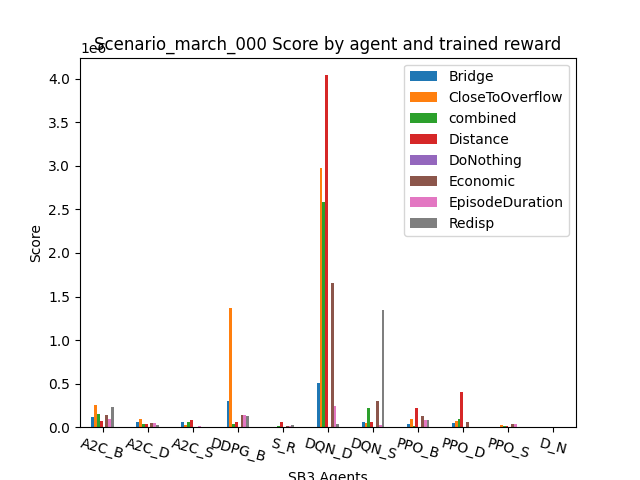 Scenario_march_000 Score by agent and trained reward
1e6
4.0
3.5
3.0
2.5
2.0
1.5
1.0
0.5
0.0
Score
Bridge
CloseToOverflow
combined
Distance
DoNothing
Economic
EpisodeDuration
Redisp
A2C_B
A2C_D
A2C_S
DDPG_B
S_R
DQN_D
DQN_S
PPO_B
PPO_D
PPO_S
D_N
SB3 Agents